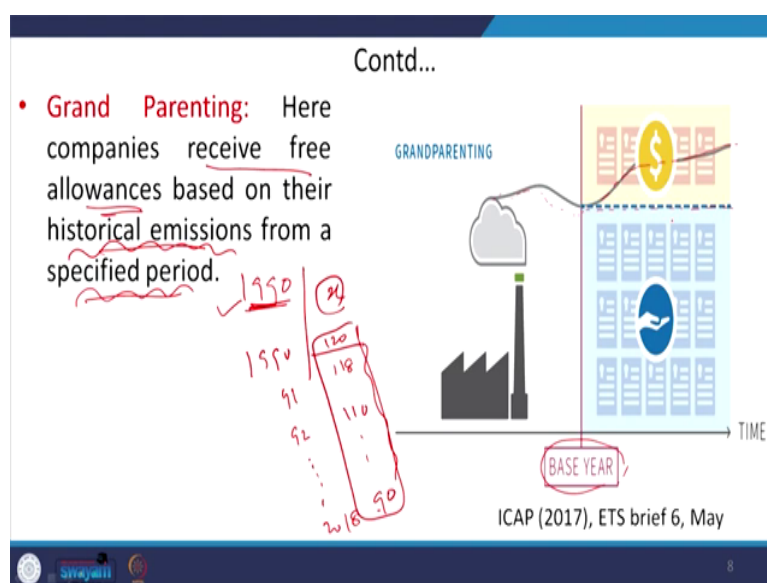 Contd...
• Grand Parenting: Here
companies receive free
allowances based on their
historical emissions from a
specified period.
GRANDPARENTING
$
1990
1990 120
91 118
92 110
2018 90
TIME
BASE YEAR
ICAP (2017), ETS brief 6, May
swayam
8